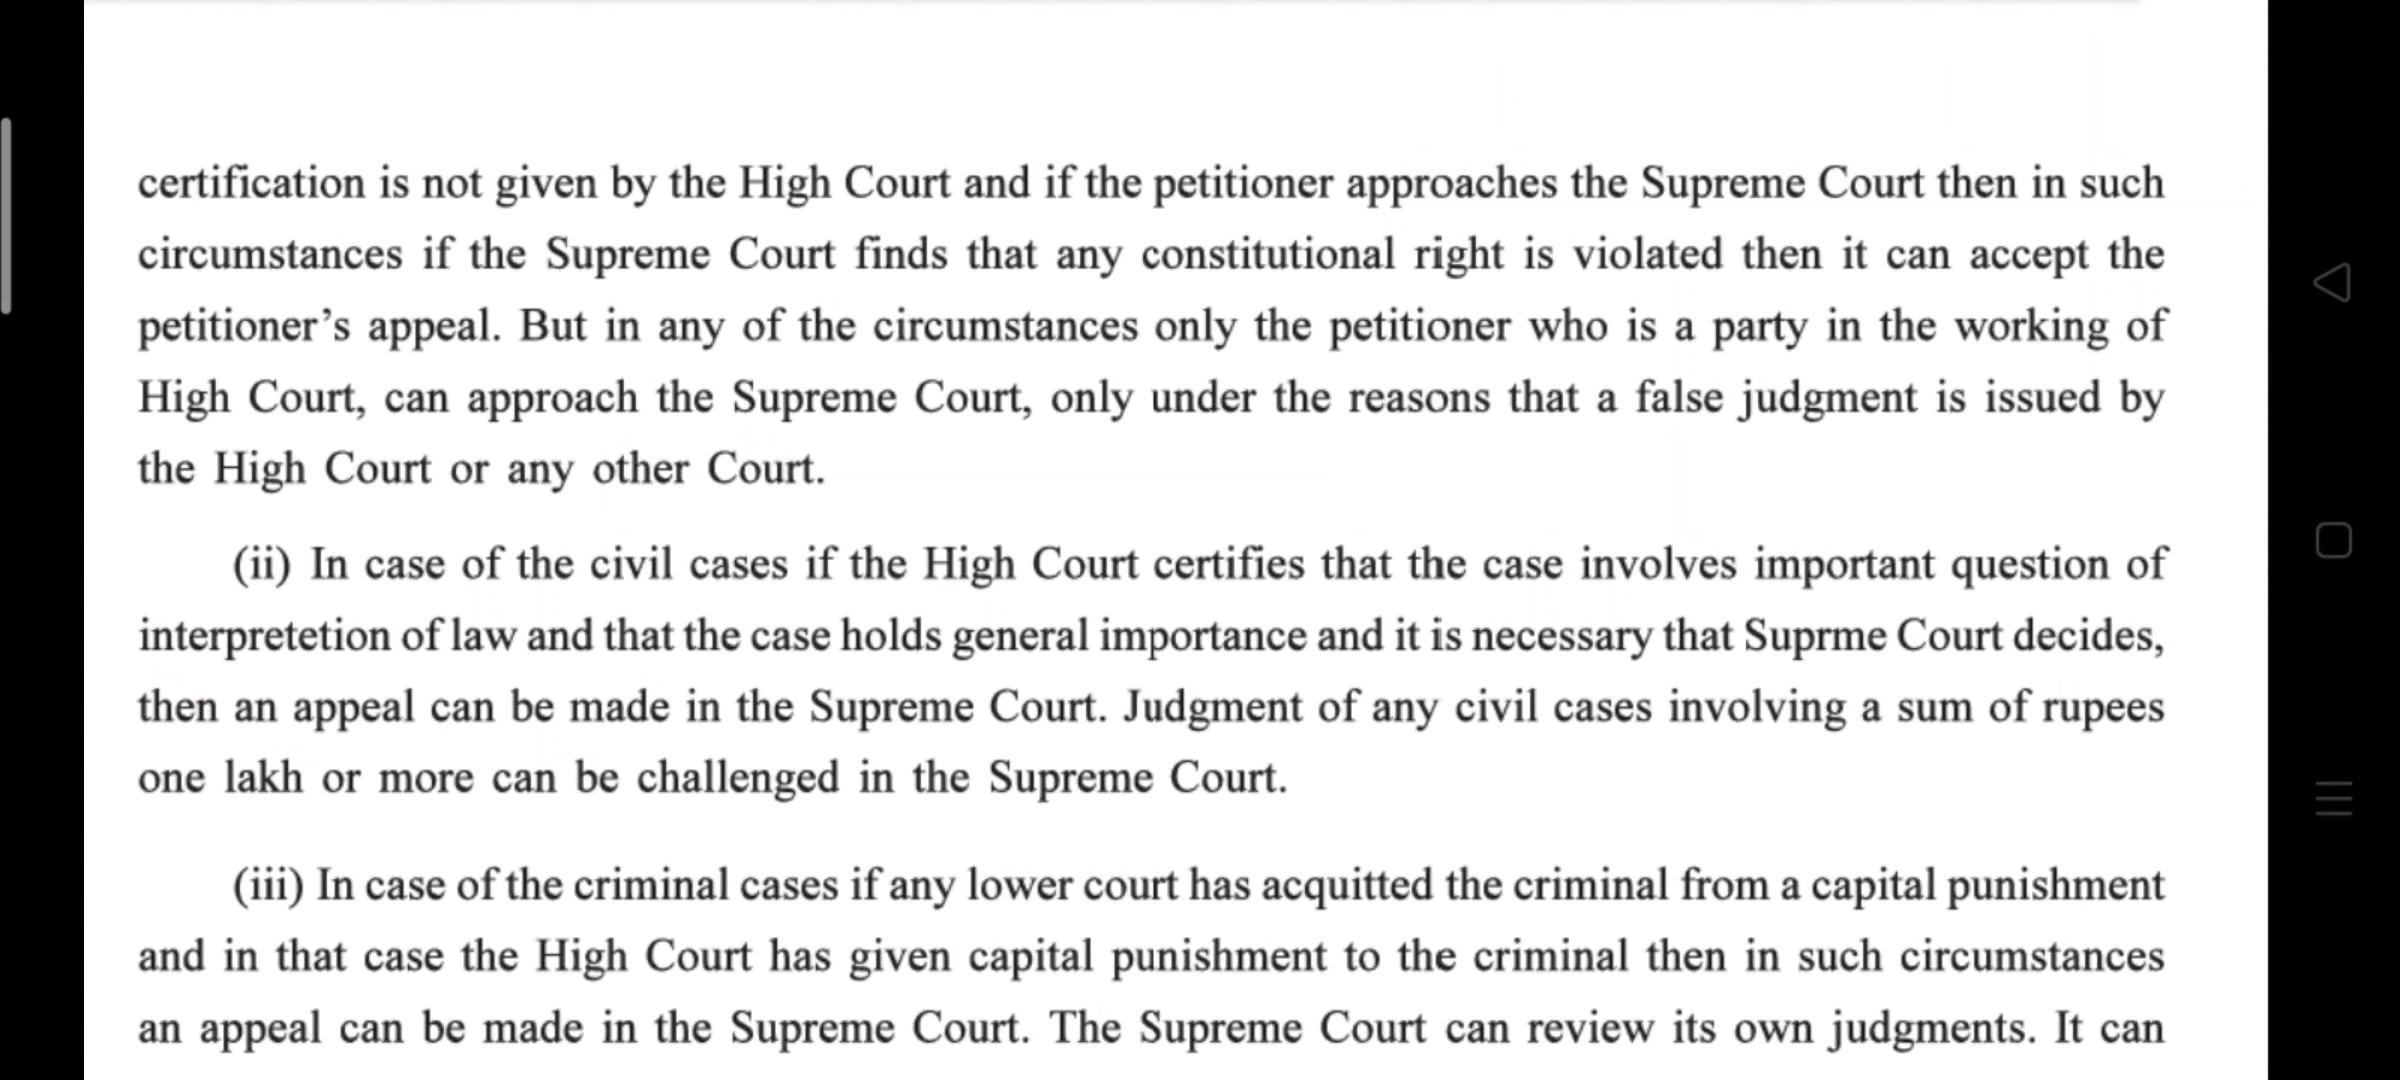 certification is not given by the High Court and if the petitioner approaches the Supreme Court then in such
circumstances if the Supreme Court finds that any constitutional right is violated then it can accept the
petitioner’s appeal. But in any of the circumstances only the petitioner who is a party in the working of
High Court, can approach the Supreme Court, only under the reasons that a false judgment is issued by
the High Court or any other Court.
(ii) In case of the civil cases if the High Court certifies that the case involves important question of
interpretetion of law and that the case holds general importance and it is necessary that Suprme Court decides,
then an appeal can be made in the Supreme Court. Judgment of any civil cases involving a sum of rupees
one lakh or more can be challenged in the Supreme Court.
(iii) In case of the criminal cases if any lower court has acquitted the criminal from a capital punishment
and in that case the High Court has given capital punishment to the criminal then in such circumstances
an appeal can be made in the Supreme Court. The Supreme Court can review its own judgments. It can